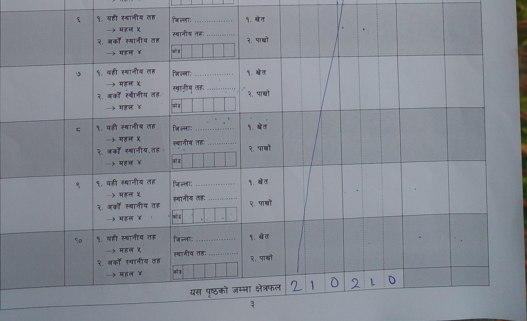 ६ १. यही स्थानीय तह जिल्ला: ............ १. खेत
→ महल ५ स्थानीय तह: ............
२. अर्को स्थानीय तह २. पाखो
→ महल ४ कोड
७ १. यही स्थानीय तह जिल्ला: ............ १. खेत
→ महल ५ स्थानीय तह: ............
२. अर्को स्थानीय तह २. पाखो
→ महल ४ कोड
८ १. यही स्थानीय तह जिल्ला: ............ १. खेत
→ महल ५ स्थानीय तह: ............
२. अर्को स्थानीय तह २. पाखो
→ महल ४ कोड
९ १. यही स्थानीय तह जिल्ला: ............ १. खेत
→ महल ५ स्थानीय तह: ............
२. अर्को स्थानीय तह २. पाखो
→ महल ४ कोड
१० १. यही स्थानीय तह जिल्ला: ............ १. खेत
→ महल ५ स्थानीय तह: ............
२. अर्को स्थानीय तह २. पाखो
→ महल ४ कोड
यस पृष्ठको जम्मा क्षेत्रफल 2 1 0 2 1 0
३